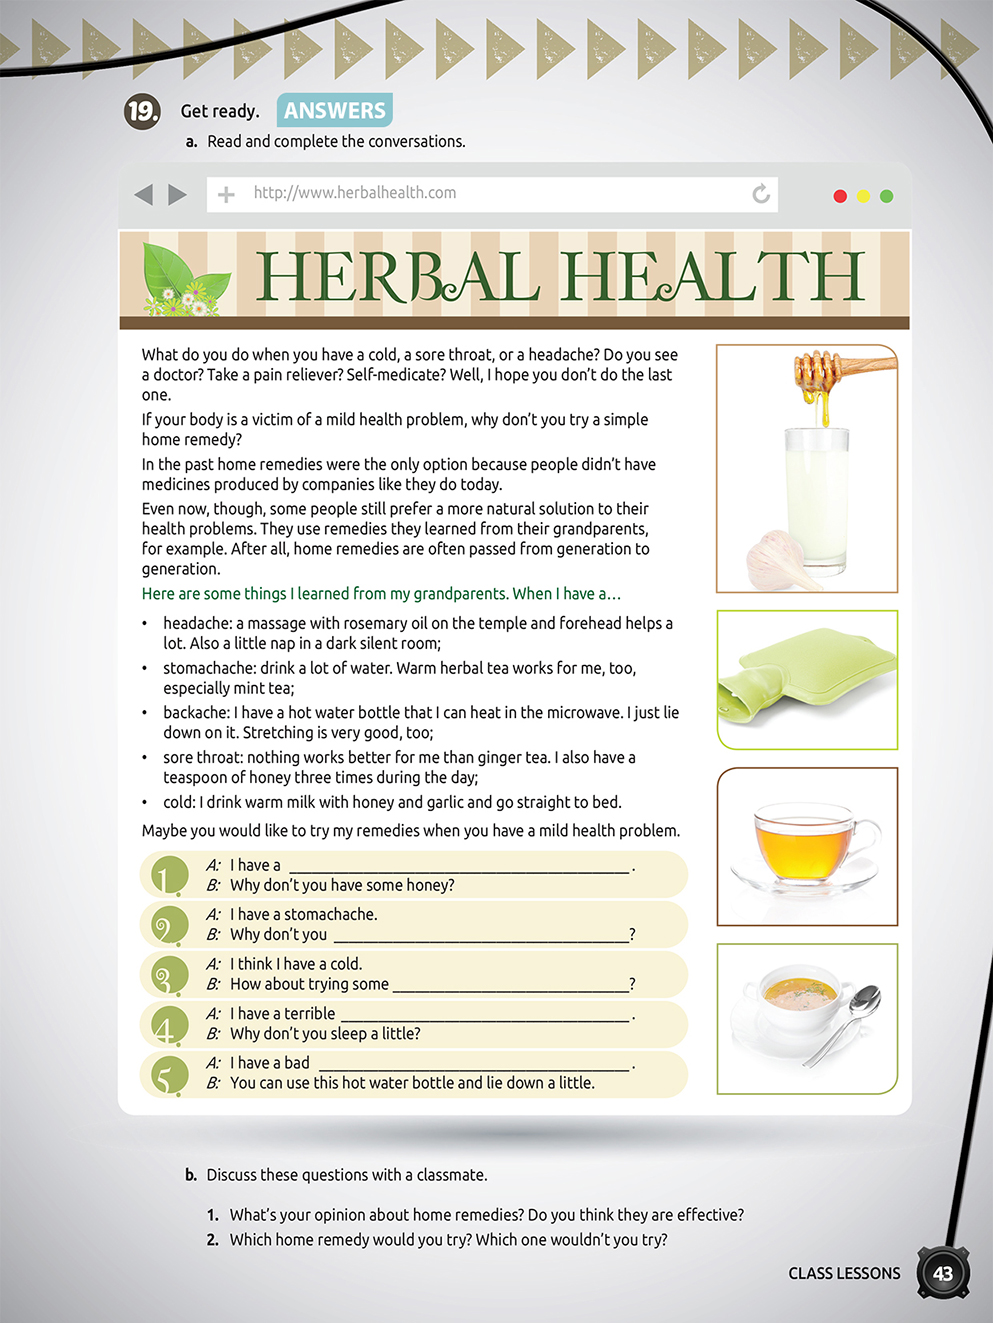 19. Get ready. ANSWERS
a. Read and complete the conversations.
http://www.herbalhealth.com
HERBAL HEALTH
What do you do when you have a cold, a sore throat, or a headache? Do you see
a doctor? Take a pain reliever? Self-medicate? Well, I hope you don't do the last
one.
If your body is a victim of a mild health problem, why don't you try a simple
home remedy?
In the past home remedies were the only option because people didn't have
medicines produced by companies like they do today.
Even now, though, some people still prefer a more natural solution to their
health problems. They use remedies they learned from their grandparents,
for example. After all, home remedies are often passed from generation to
generation.
Here are some things I learned from my grandparents. When I have a…
• headache: a massage with rosemary oil on the temple and forehead helps a
lot. Also a little nap in a dark silent room;
• stomachache: drink a lot of water. Warm herbal tea works for me, too,
especially mint tea;
• backache: I have a hot water bottle that I can heat in the microwave. I just lie
down on it. Stretching is very good, too;
• sore throat: nothing works better for me than ginger tea. I also have a
teaspoon of honey three times during the day;
• cold: I drink warm milk with honey and garlic and go straight to bed.
Maybe you would like to try my remedies when you have a mild health problem.
1. A: I have a ______________________.
B: Why don't you have some honey?
2. A: I have a stomachache.
B: Why don't you ______________________?
3. A: I think I have a cold.
B: How about trying some ______________________?
4. A: I have a terrible ______________________.
B: Why don't you sleep a little?
5. A: I have a bad ______________________.
B: You can use this hot water bottle and lie down a little.
b. Discuss these questions with a classmate.
1. What's your opinion about home remedies? Do you think they are effective?
2. Which home remedy would you try? Which one wouldn't you try?
CLASS LESSONS 43